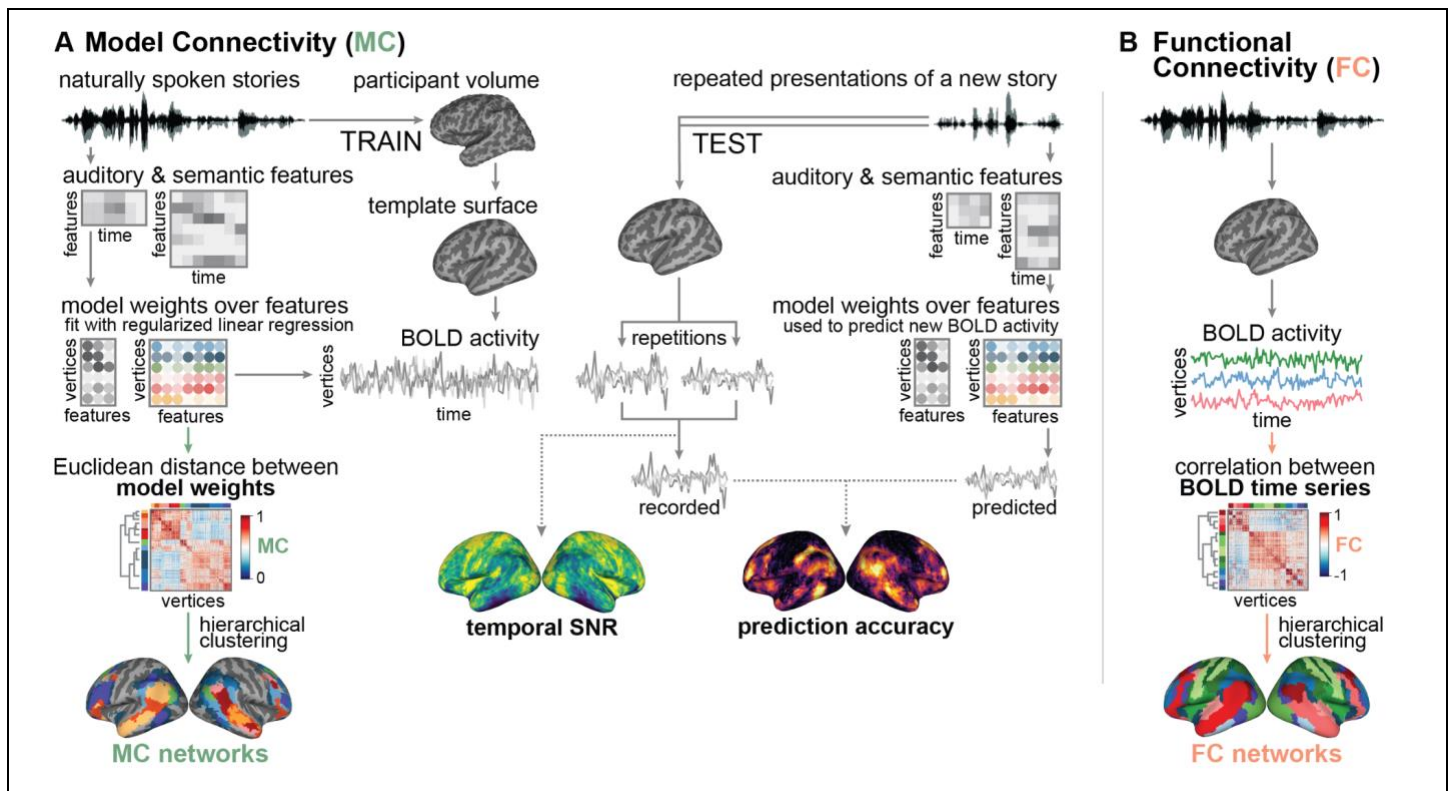 A Model Connectivity (MC)
naturally spoken stories
participant volume
TRAIN
auditory & semantic features
features
time
features
time
template surface
model weights over features
fit with regularized linear regression
vertices
features
vertices
features
BOLD activity
vertices
time
Euclidean distance between
model weights
1
MC
0
vertices
hierarchical
clustering
MC networks
repeated presentations of a new story
TEST
auditory & semantic features
features
time
features
time
model weights over features
used to predict new BOLD activity
repetitions
vertices
features
vertices
features
recorded
predicted
temporal SNR
prediction accuracy
B Functional
Connectivity (FC)
BOLD activity
vertices
time
correlation between
BOLD time series
1
FC
-1
vertices
hierarchical
clustering
FC networks